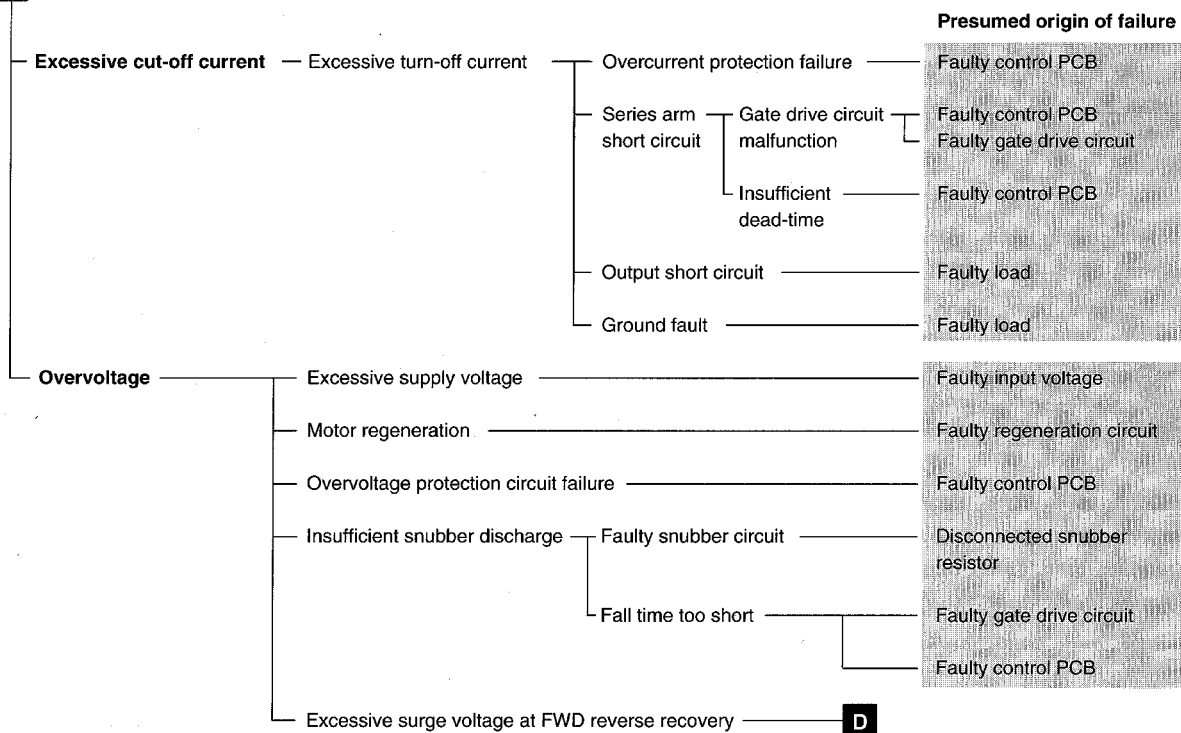 Presumed origin of failure
Excessive cut-off current Excessive turn-off current Overcurrent protection failure Faulty control PCB
Series arm Gate drive circuit Faulty control PCB
short circuit malfunction Faulty gate drive circuit
Insufficient Faulty control PCB
dead-time
Output short circuit Faulty load
Ground fault Faulty load
Overvoltage Excessive supply voltage Faulty input voltage
Motor regeneration Faulty regeneration circuit
Overvoltage protection circuit failure Faulty control PCB
Insufficient snubber discharge Faulty snubber circuit Disconnected snubber
resistor
Fall time too short Faulty gate drive circuit
Faulty control PCB
Excessive surge voltage at FWD reverse recovery D